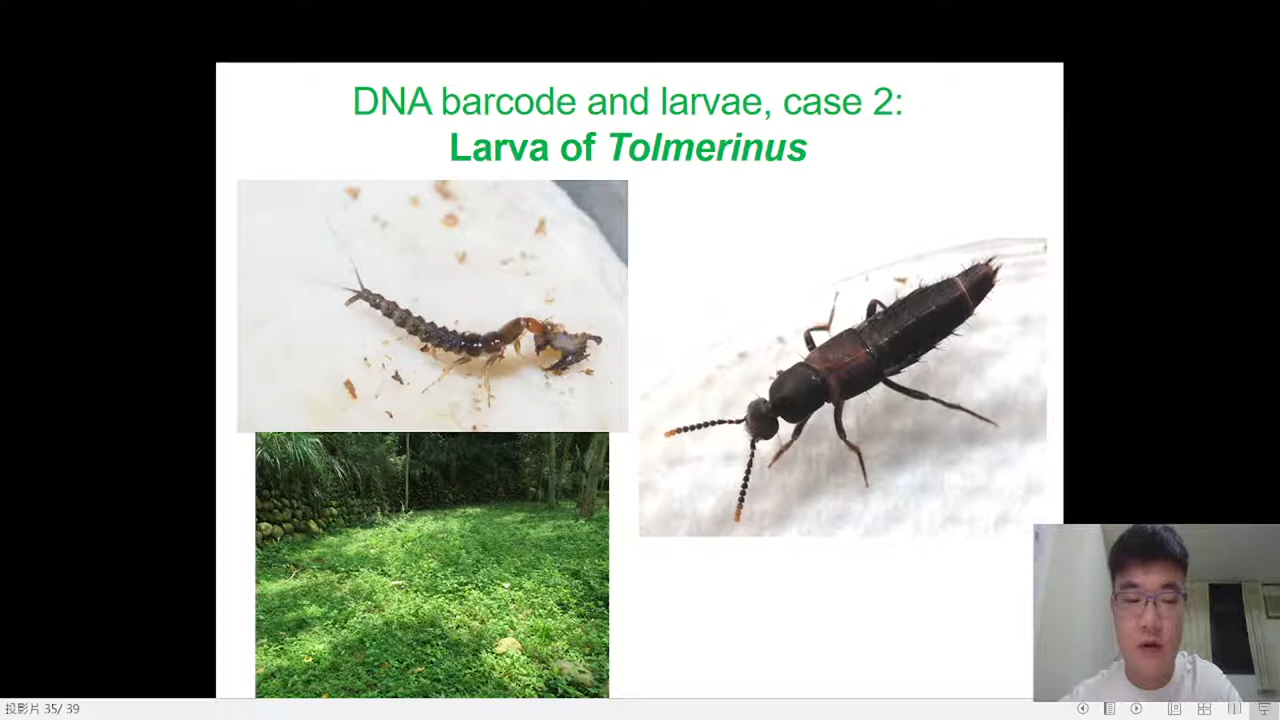 DNA barcode and larvae, case 2:
Larva of Tolmerinus
投影片 35/ 39